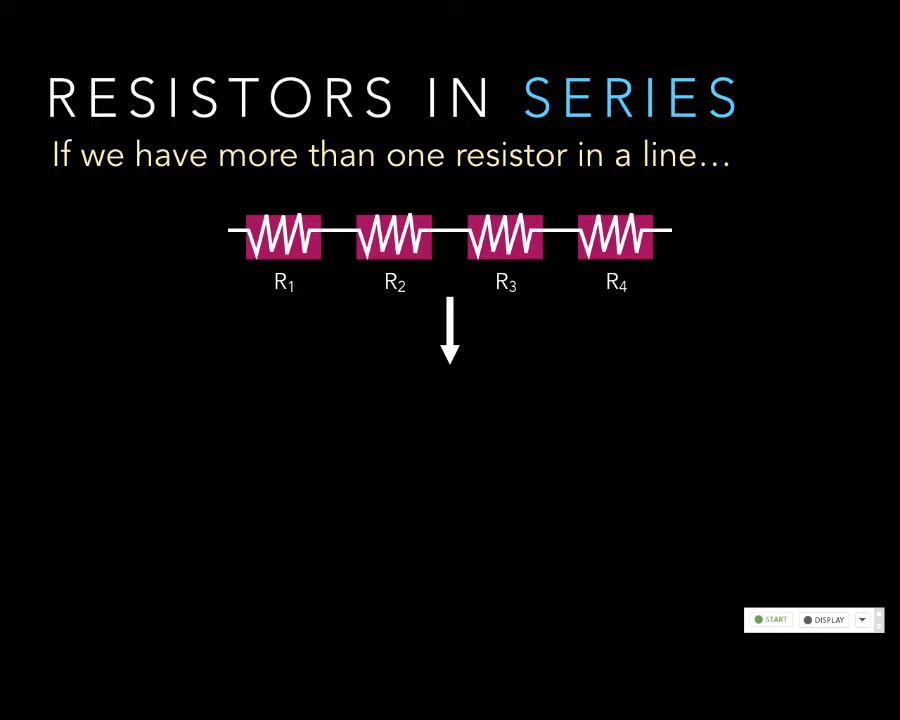 RESISTORS IN SERIES
If we have more than one resistor in a line…
R₁ R₂ R₃ R₄
START DISPLAY